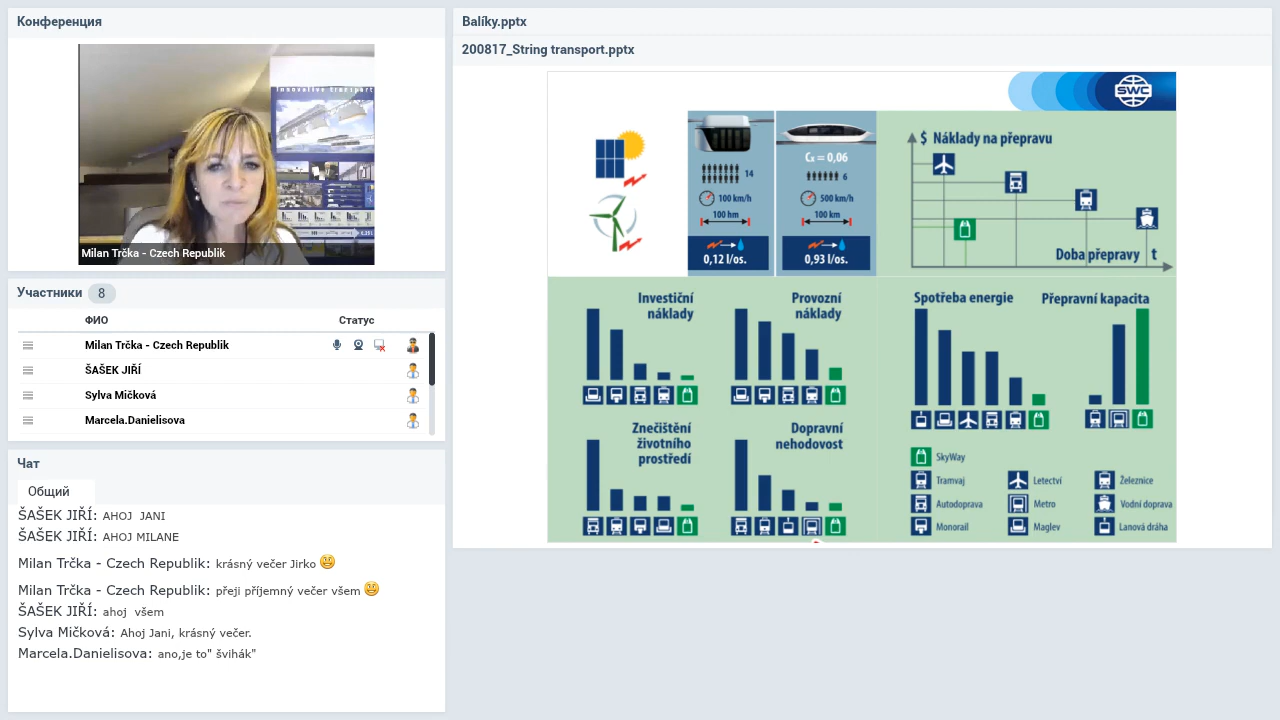 Конференция
Innovative transport
Milan Trčka - Czech Republik
Участники 8
ФИО Статус
Milan Trčka - Czech Republik
ŠAŠEK JIŘÍ
Sylva Mičková
Marcela.Danielisova
Чат
Общий
ŠAŠEK JIŘÍ: AHOJ JANI
ŠAŠEK JIŘÍ: AHOJ MILANE
Milan Trčka - Czech Republik: krásný večer Jirko
Milan Trčka - Czech Republik: přeji příjemný večer všem
ŠAŠEK JIŘÍ: ahoj všem
Sylva Mičková: Ahoj Jani, krásný večer.
Marcela.Danielisova: ano,je to" švihák"
Balíky.pptx
200817_String transport.pptx
SWC
14
100 km/h
100 hm
0,12 l/os.
Cx = 0,06
6
500 km/h
100 km
0,93 l/os.
$ Náklady na přepravu
Doba přepravy t
Investiční
náklady
Provozní
náklady
Spotřeba energie
Přepravní kapacita
Znečištění
životního
prostředí
Dopravní
nehodovost
SkyWay
Tramvaj
Letectví
Železnice
Autodoprava
Metro
Vodní doprava
Monorail
Maglev
Lanová dráha